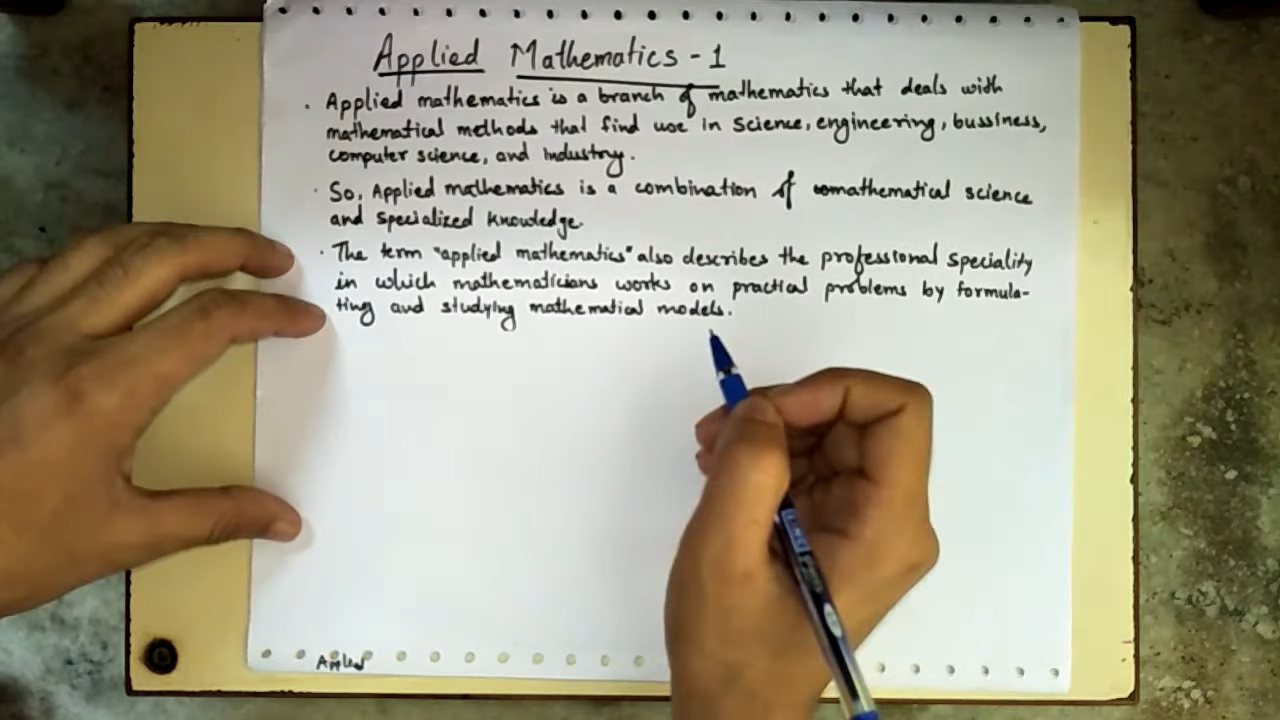 Applied Mathematics - 1
. Applied mathematics is a branch of mathematics that deals with
mathematical methods that find use in science, engineering, bussiness,
computer science, and industry.
. So, Applied mathematics is a combination of mathematical science
and specialized knowledge.
. The term "applied mathematics" also describes the professional speciality
in which mathematicians works on practical problems by formula-
ting and studying mathematical models.